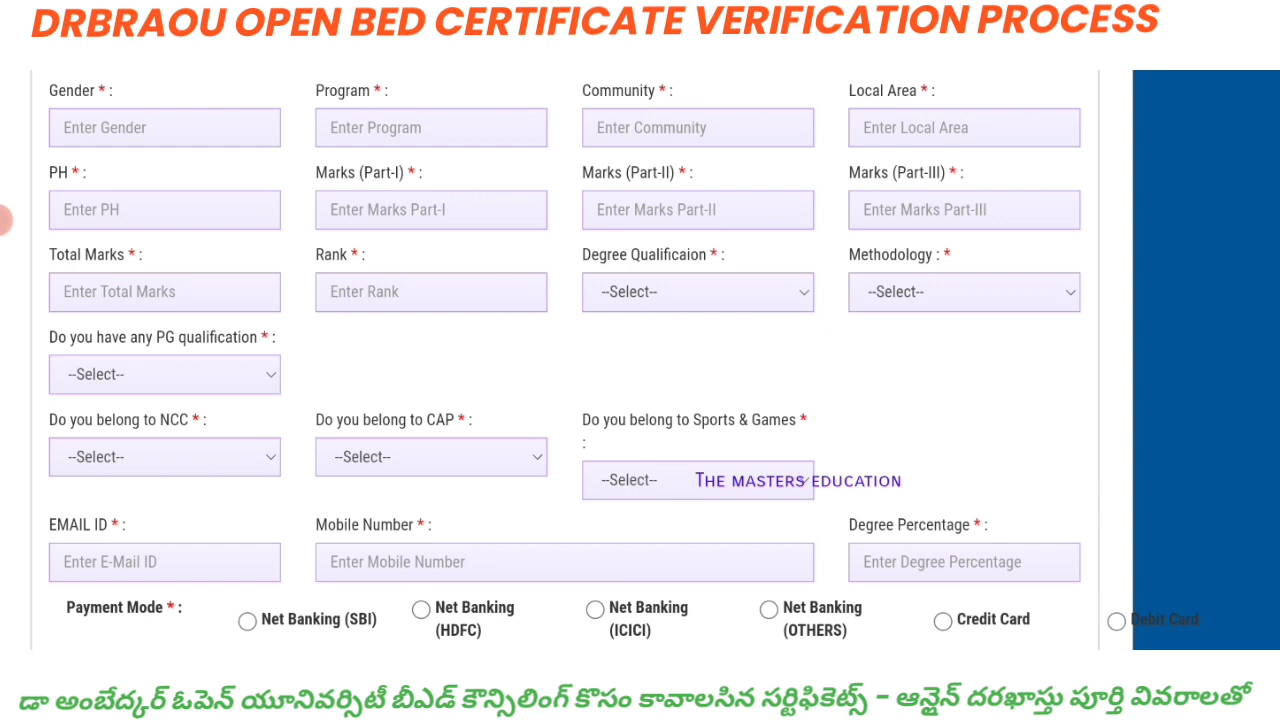 DRBRAOU OPEN BED CERTIFICATE VERIFICATION PROCESS
Gender * : Program * : Community * : Local Area * :
Enter Gender Enter Program Enter Community Enter Local Area
PH * : Marks (Part-I) * : Marks (Part-II) * : Marks (Part-III) * :
Enter PH Enter Marks Part-I Enter Marks Part-II Enter Marks Part-III
Total Marks * : Rank * : Degree Qualificaion * : Methodology : *
Enter Total Marks Enter Rank --Select-- --Select--
Do you have any PG qualification * :
--Select--
Do you belong to NCC * : Do you belong to CAP * : Do you belong to Sports & Games *
:
--Select-- --Select--
--Select-- The masters education
EMAIL ID * : Mobile Number * : Degree Percentage * :
Enter E-Mail ID Enter Mobile Number Enter Degree Percentage
Payment Mode * : Net Banking (SBI) Net Banking (HDFC) Net Banking (ICICI) Net Banking (OTHERS) Credit Card Debit Card
డా అంబేద్కర్ ఓపెన్ యూనివర్సిటీ బీఎడ్ కౌన్సిలింగ్ కొసం కావాలసిన సర్టిఫికెట్స్ - ఆన్లైన్ దరఖాస్తు పూర్తి వివరాలతో